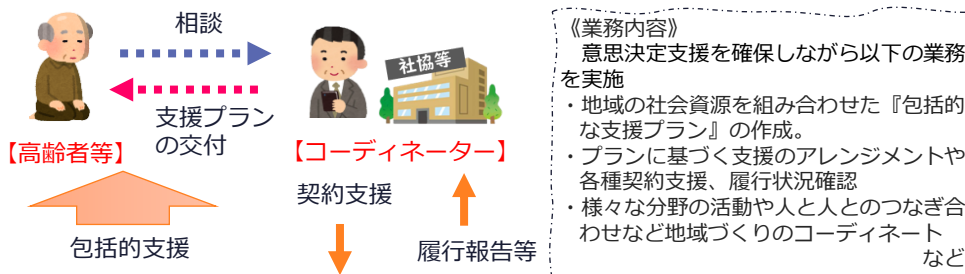 相談
支援プラン
の交付
社協等
【高齢者等】
【コーディネーター】
契約支援
包括的支援
履行報告等
《業務内容》
意思決定支援を確保しながら以下の業務
を実施
・地域の社会資源を組み合わせた『包括的
な支援プラン』の作成。
・プランに基づく支援のアレンジメントや
各種契約支援、履行状況確認
・様々な分野の活動や人と人とのつなぎ合
わせなど地域づくりのコーディネート
など